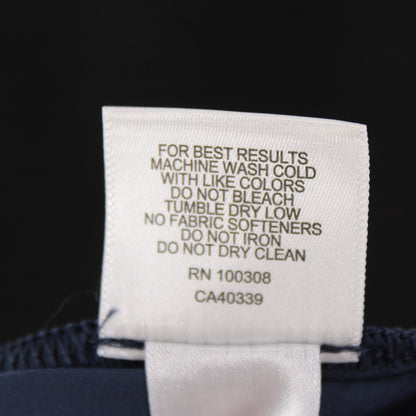 FOR BEST RESULTS
MACHINE WASH COLD
WITH LIKE COLORS
DO NOT BLEACH
TUMBLE DRY LOW
NO FABRIC SOFTENERS
DO NOT IRON
DO NOT DRY CLEAN
RN 100308
CA40339